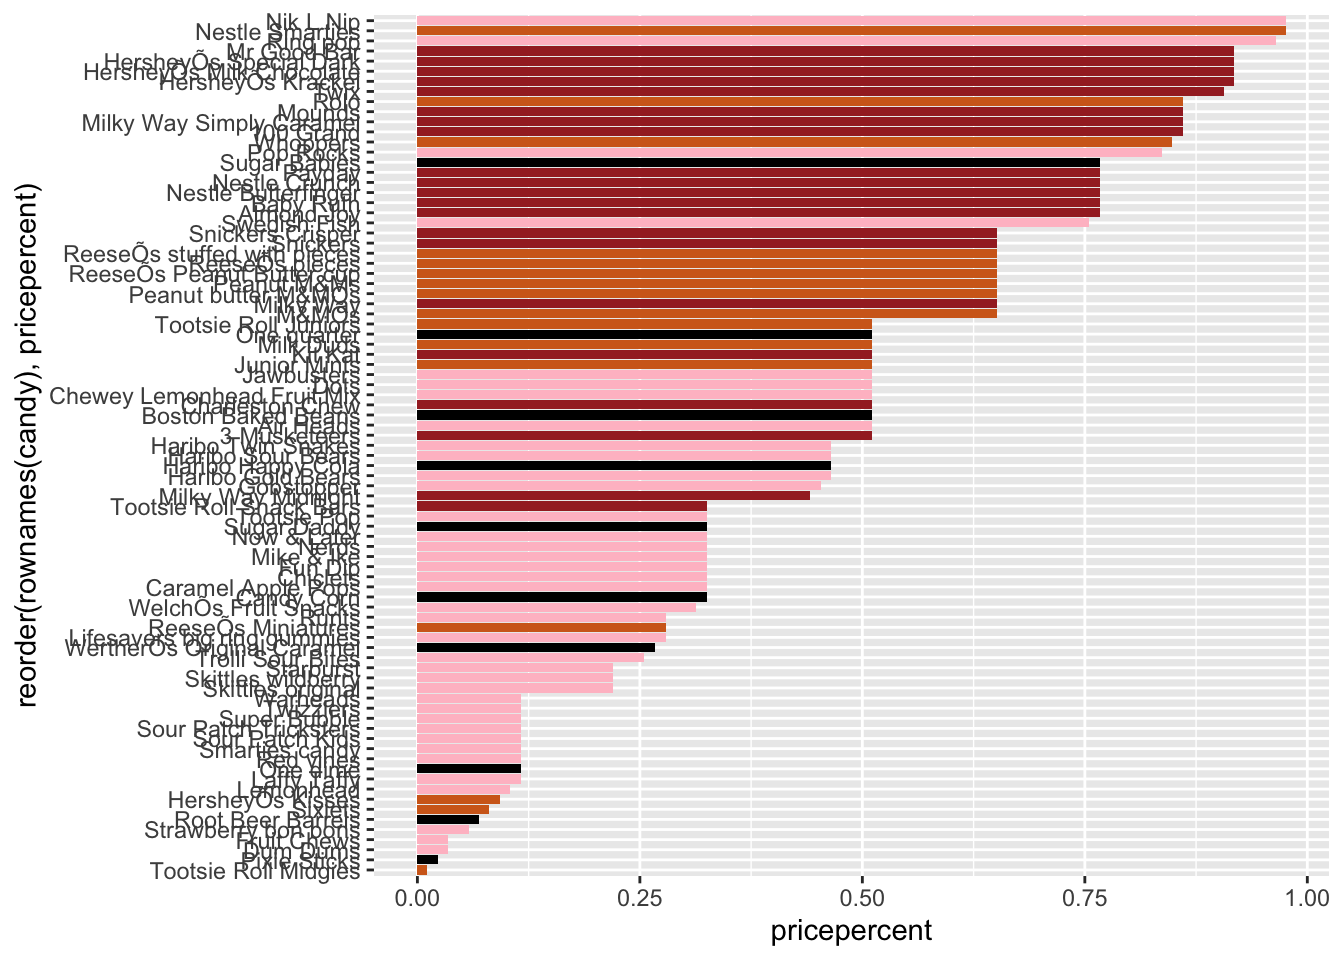 Nik L Nip
Nestle Smarties
Ring pop
Mr Good Bar
HersheyÕs Special Dark
HersheyÕs Milk Chocolate
HersheyÕs Krackel
Twix
Rolo
Mounds
Milky Way Simply Caramel
100 Grand
Whoppers
Pop Rocks
Sugar Babies
Payday
Nestle Crunch
Nestle Butterfinger
Baby Ruth
Almond Joy
Swedish Fish
Snickers Crisper
Snickers
ReeseÕs stuffed with pieces
ReeseÕs pieces
ReeseÕs Peanut Butter cup
Peanut M&Ms
Peanut butter M&MÕs
Milky Way
M&MÕs
Tootsie Roll Juniors
One quarter
Milk Duds
Kit Kat
Junior Mints
Jawbusters
Dots
Chewey Lemonhead Fruit Mix
Charleston Chew
Boston Baked Beans
Air Heads
3 Musketeers
Haribo Twin Snakes
Haribo Sour Bears
Haribo Happy Cola
Haribo Gold Bears
Gobstopper
Milky Way Midnight
Tootsie Roll Snack Bars
Tootsie Pop
Sugar Daddy
Now & Later
Nerds
Mike & Ike
Fun Dip
Chiclets
Caramel Apple Pops
Candy Corn
WelchÕs Fruit Snacks
Runts
ReeseÕs Miniatures
Lifesavers big ring gummies
WertherÕs Original Caramel
Trolli Sour Bites
Starburst
Skittles wildberry
Skittles original
Warheads
Twizzlers
Super Bubble
Sour Patch Tricksters
Sour Patch Kids
Smarties candy
Red vines
One dime
Laffy Taffy
Lemonhead
HersheyÕs Kisses
Sixlets
Root Beer Barrels
Strawberry bon bons
Fruit Chews
Dum Dums
Pixie Sticks
Tootsie Roll Midgies
reorder(rownames(candy), pricepercent)
0.00 0.25 0.50 0.75 1.00
pricepercent